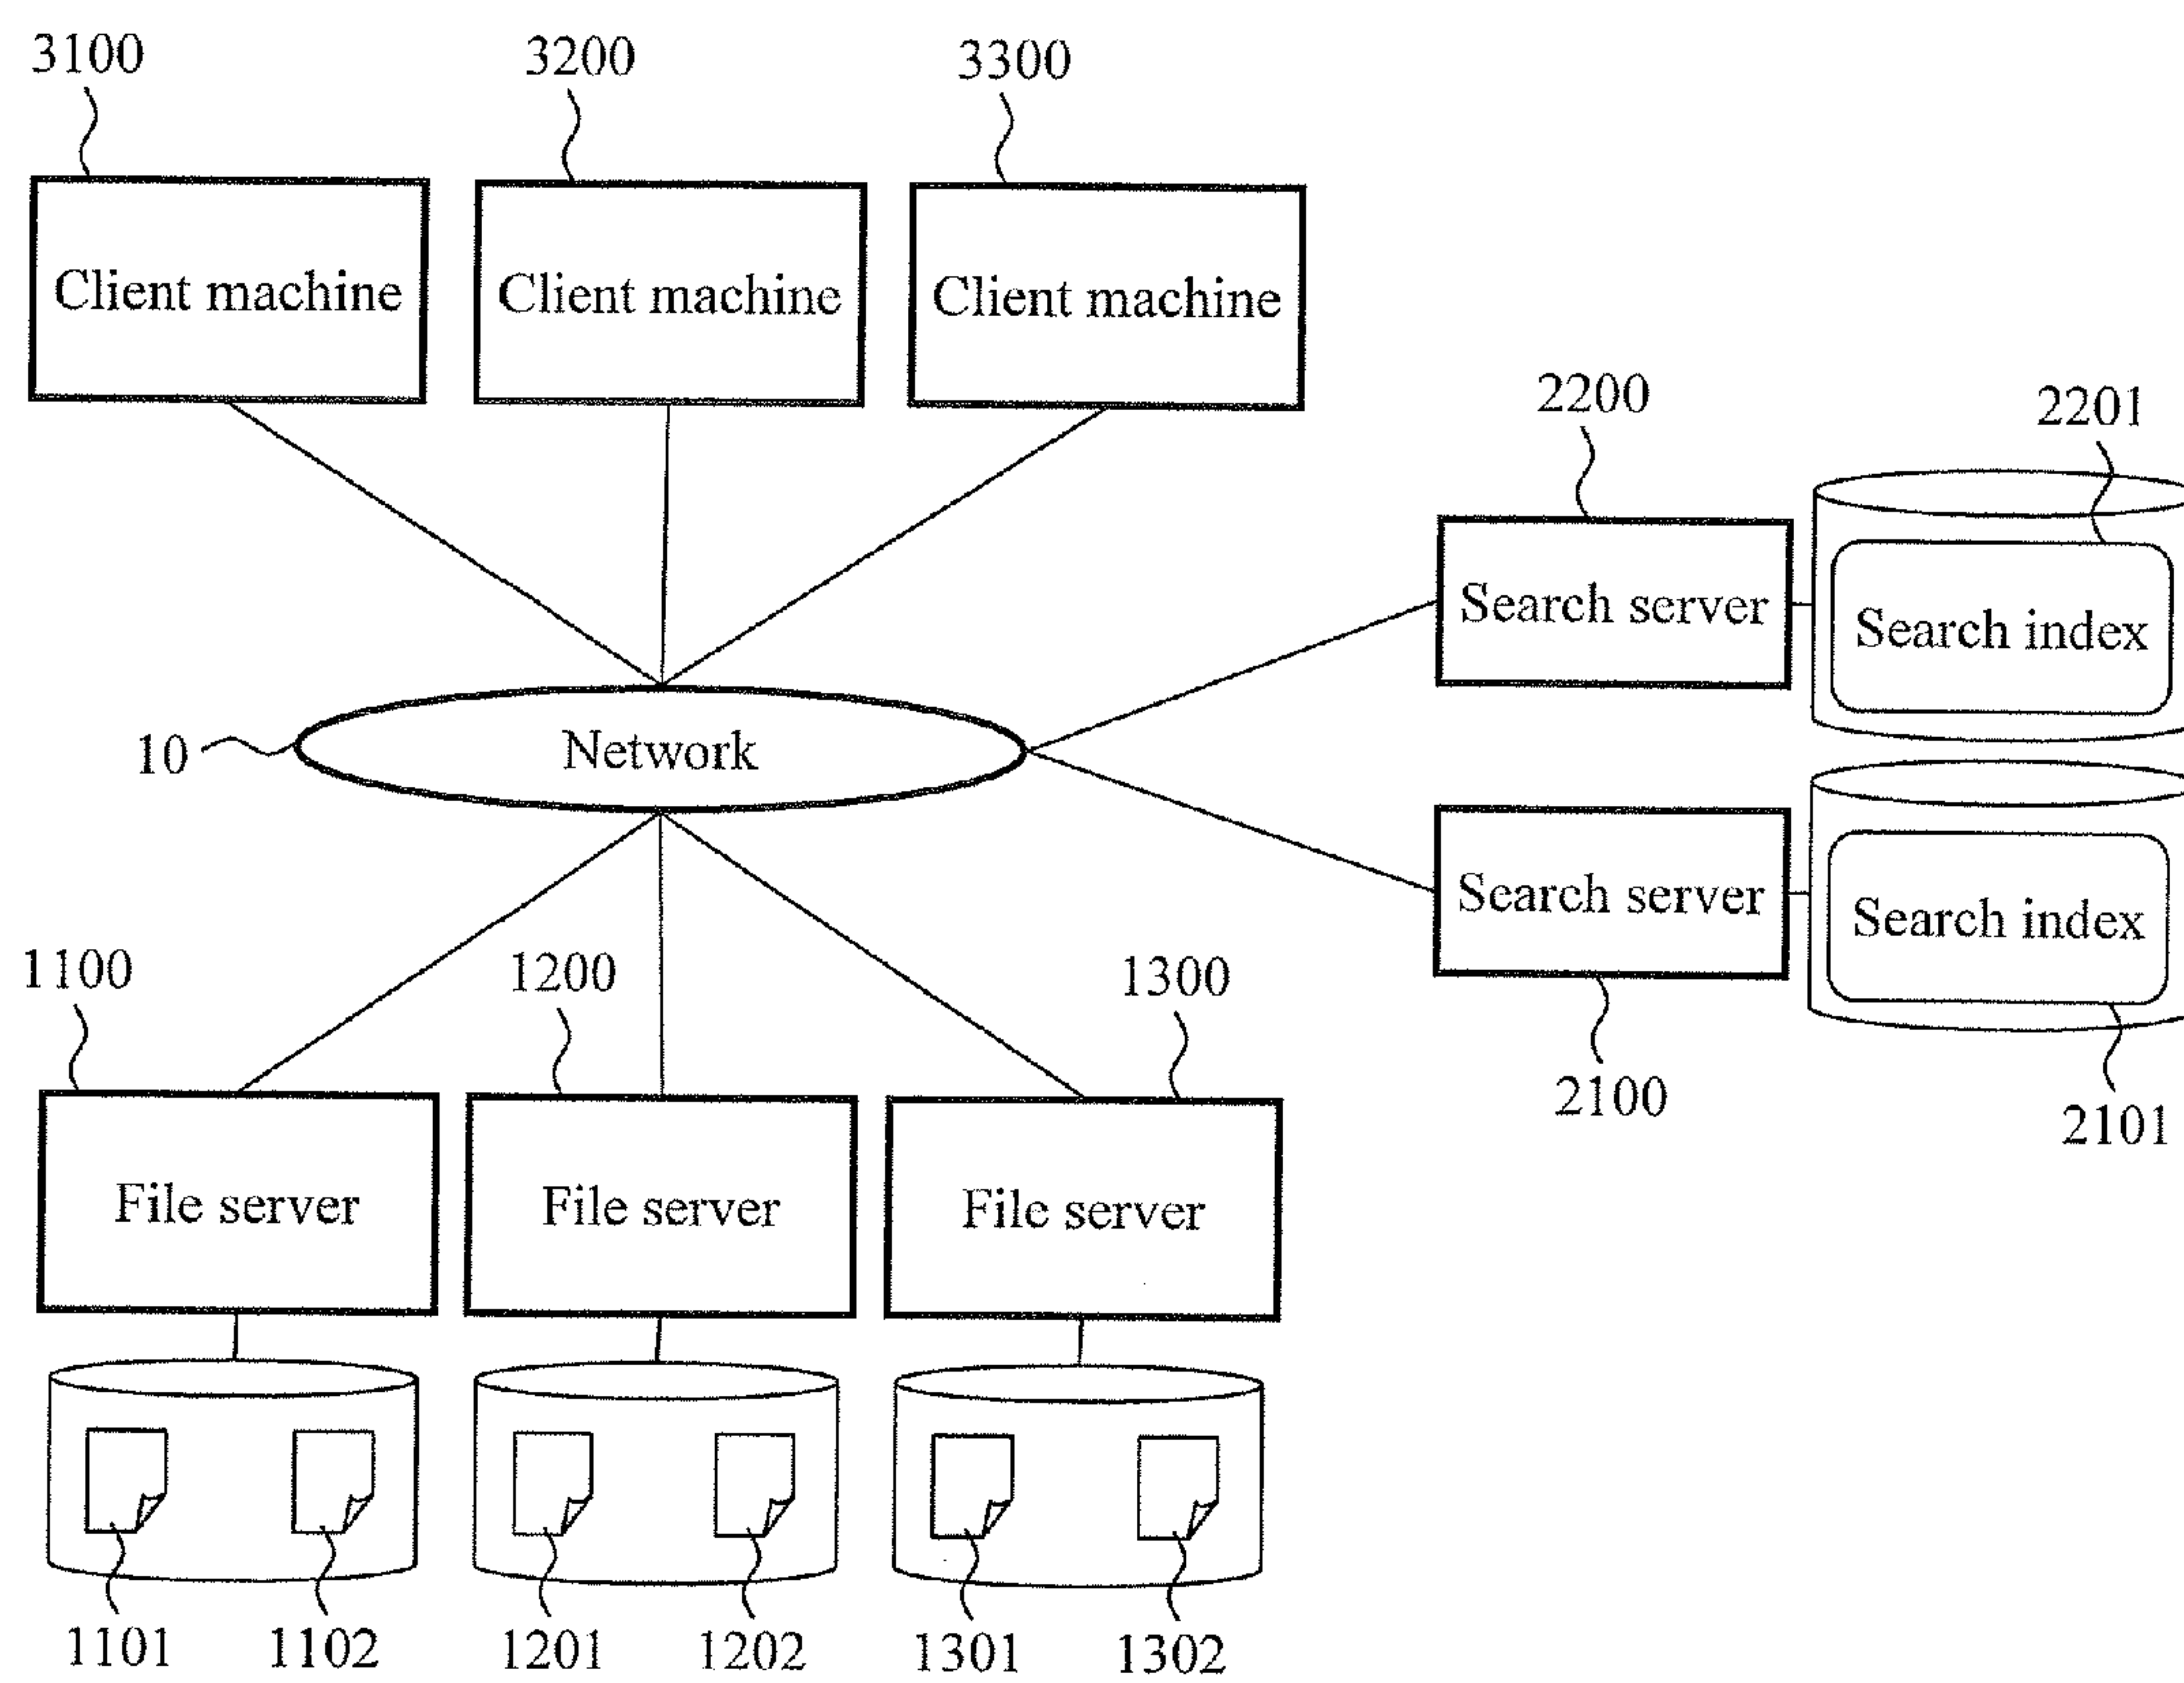 3100
3200
3300
Client machine
Client machine
Client machine
2200
2201
Search server
Search index
10
Network
Search server
Search index
2100
2101
1100
1200
1300
File server
File server
File server
1101
1102
1201
1202
1301
1302